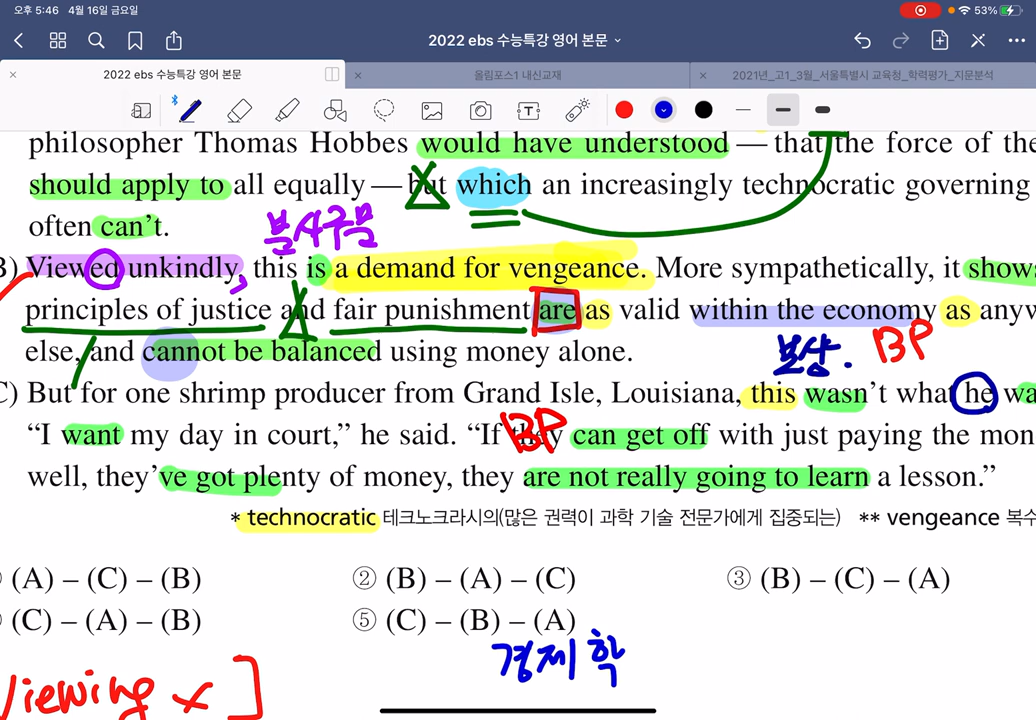 오후 5:46 4월 16일 금요일
53%
2022 ebs 수능특강 영어 본문
2022 ebs 수능특강 영어 본문
올림포스1 내신교재
2021년_고1_3월_서울특별시 교육청_학력평가_지문분석
philosopher Thomas Hobbes would have understood — that the force of the
should apply to all equally — but which an increasingly technocratic governing
often can't.
분사구문
B) Viewed unkindly, this is a demand for vengeance. More sympathetically, it shows
principles of justice and fair punishment are as valid within the economy as anyw
else, and cannot be balanced using money alone.
보상. BP
C) But for one shrimp producer from Grand Isle, Louisiana, this wasn't what he wa
BP
"I want my day in court," he said. "If they can get off with just paying the mon
well, they've got plenty of money, they are not really going to learn a lesson."
* technocratic 테크노크라시의(많은 권력이 과학 기술 전문가에게 집중되는) ** vengeance 복수
(A) – (C) – (B) ② (B) – (A) – (C) ③ (B) – (C) – (A)
(C) – (A) – (B) ⑤ (C) – (B) – (A)
경제학
Viewing × ]